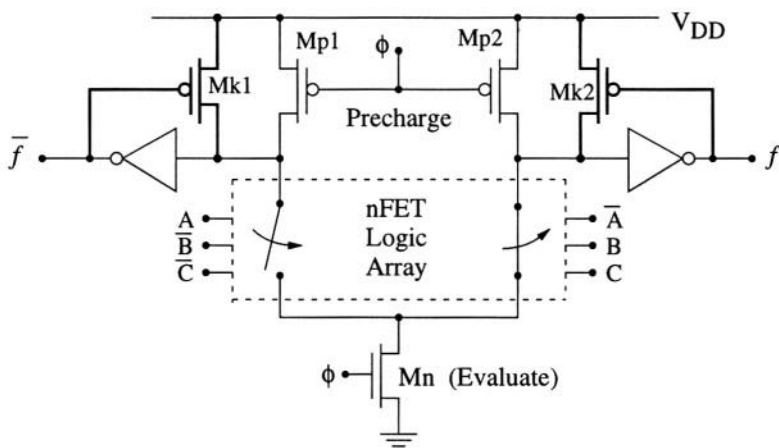 V_DD
Mp1
ϕ
Mp2
Mk1
Mk2
Precharge
f̅
f
nFET
Logic
Array
A
B̅
C̅
A̅
B
C
ϕ
Mn (Evaluate)